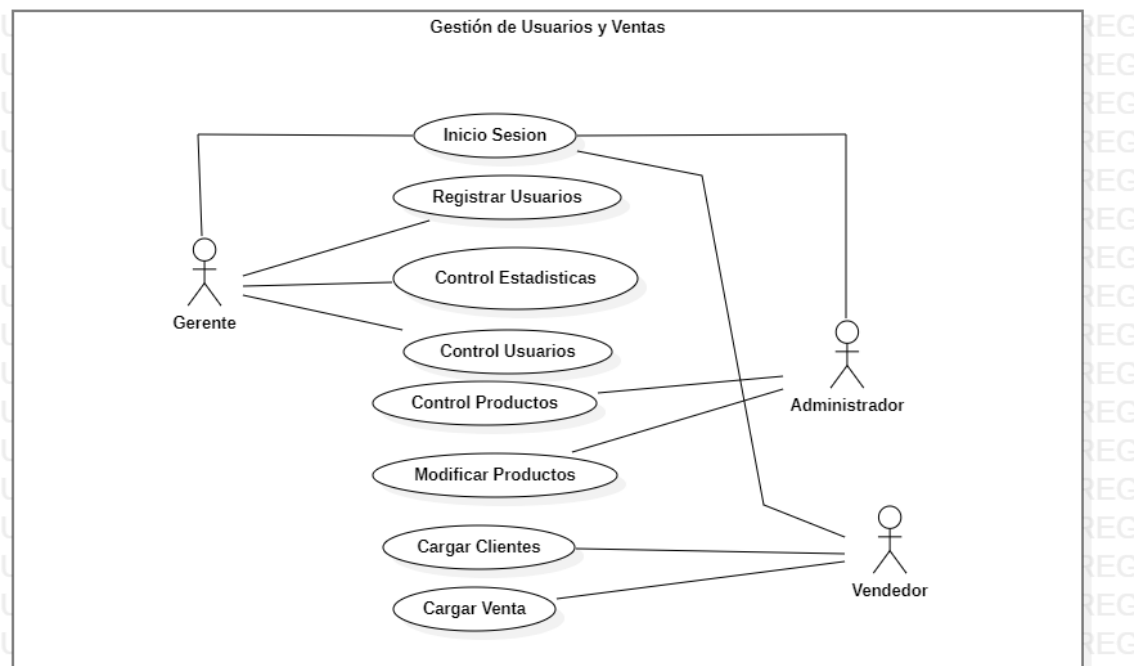 Gestión de Usuarios y Ventas
Inicio Sesion
Registrar Usuarios
Control Estadisticas
Gerente
Control Usuarios
Control Productos
Administrador
Modificar Productos
Cargar Clientes
Vendedor
Cargar Venta